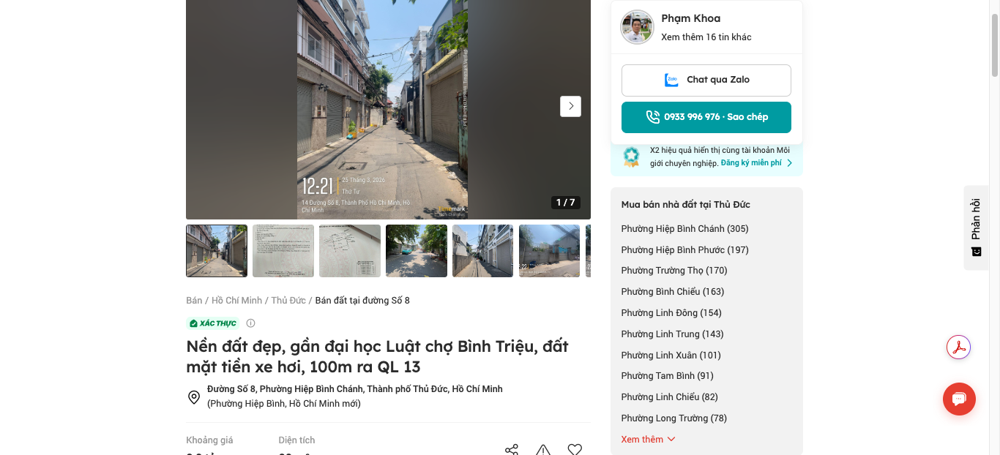 PERBHNM6NXPRH9 Timemark Verified
12:21
25 Tháng 3, 2026
Thứ Tư
14 Đường Số 8, Thành Phố Hồ Chí Minh, Hồ
Chí Minh
timemark
100% Chân thực
1 / 7
Bán / Hồ Chí Minh / Thủ Đức / Bán đất tại đường Số 8
XÁC THỰC
Nền đất đẹp, gần đại học Luật chợ Bình Triệu, đất
mặt tiền xe hơi, 100m ra QL 13
Đường Số 8, Phường Hiệp Bình Chánh, Thành phố Thủ Đức, Hồ Chí Minh
(Phường Hiệp Bình, Hồ Chí Minh mới)
Khoảng giá
Diện tích
Phạm Khoa
Xem thêm 16 tin khác
Zalo
Chat qua Zalo
0933 996 976 · Sao chép
X2 hiệu quả hiển thị cùng tài khoản Môi
giới chuyên nghiệp. Đăng ký miễn phí
Mua bán nhà đất tại Thủ Đức
Phường Hiệp Bình Chánh (305)
Phường Hiệp Bình Phước (197)
Phường Trường Thọ (170)
Phường Bình Chiểu (163)
Phường Linh Đông (154)
Phường Linh Trung (143)
Phường Linh Xuân (101)
Phường Tam Bình (91)
Phường Linh Chiểu (82)
Phường Long Trường (78)
Xem thêm
Phản hồi